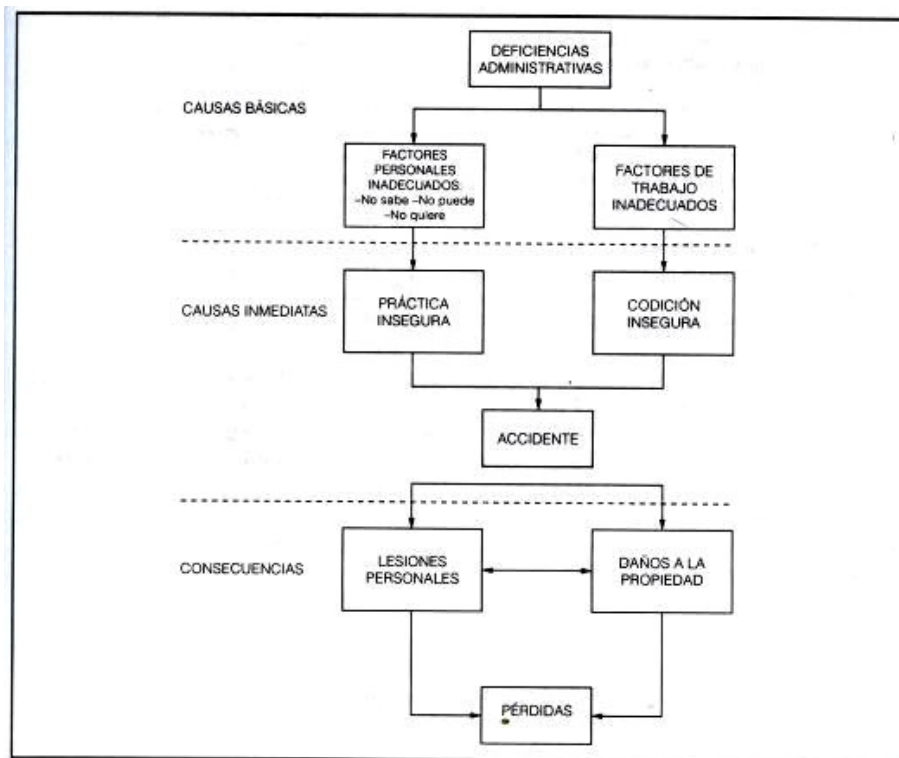 DEFICIENCIAS
ADMINISTRATIVAS
CAUSAS BÁSICAS
FACTORES
PERSONALES
INADECUADOS:
–No sabe –No puede
–No quiere
FACTORES DE
TRABAJO
INADECUADOS
CAUSAS INMEDIATAS
PRÁCTICA
INSEGURA
CODICIÓN
INSEGURA
ACCIDENTE
CONSECUENCIAS
LESIONES
PERSONALES
DAÑOS A LA
PROPIEDAD
PÉRDIDAS